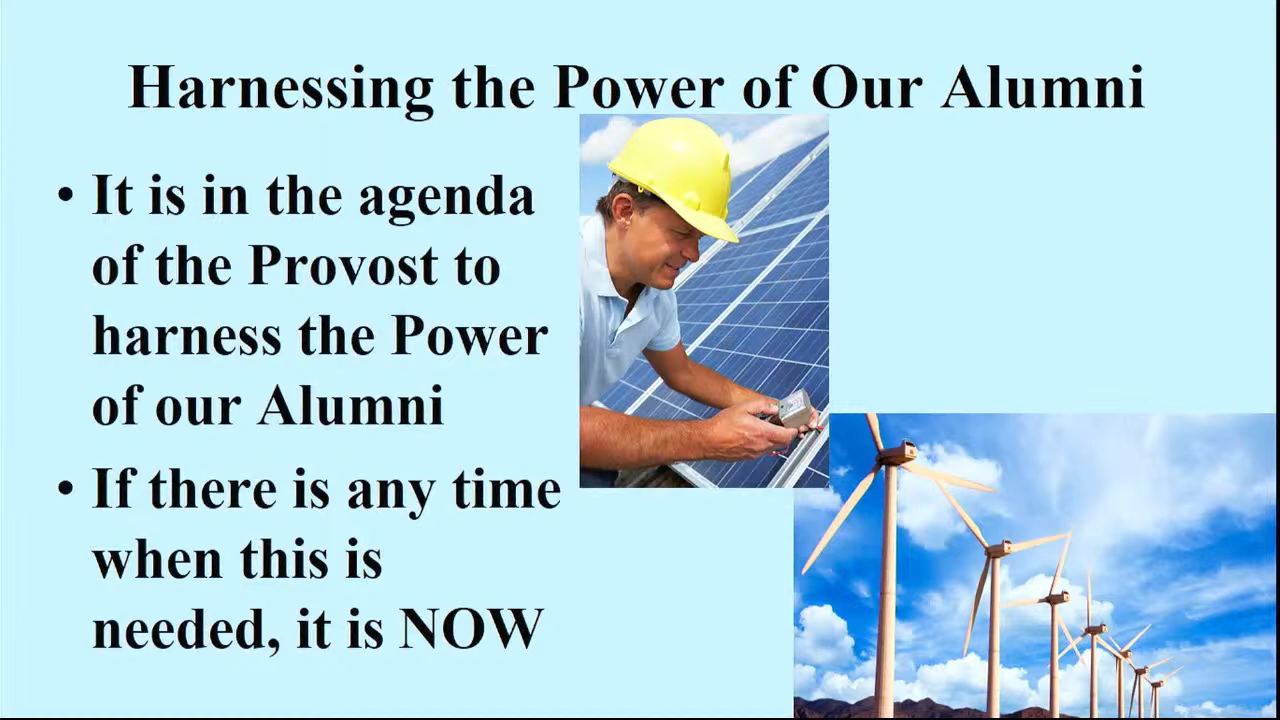 Harnessing the Power of Our Alumni
• It is in the agenda
of the Provost to
harness the Power
of our Alumni
• If there is any time
when this is
needed, it is NOW